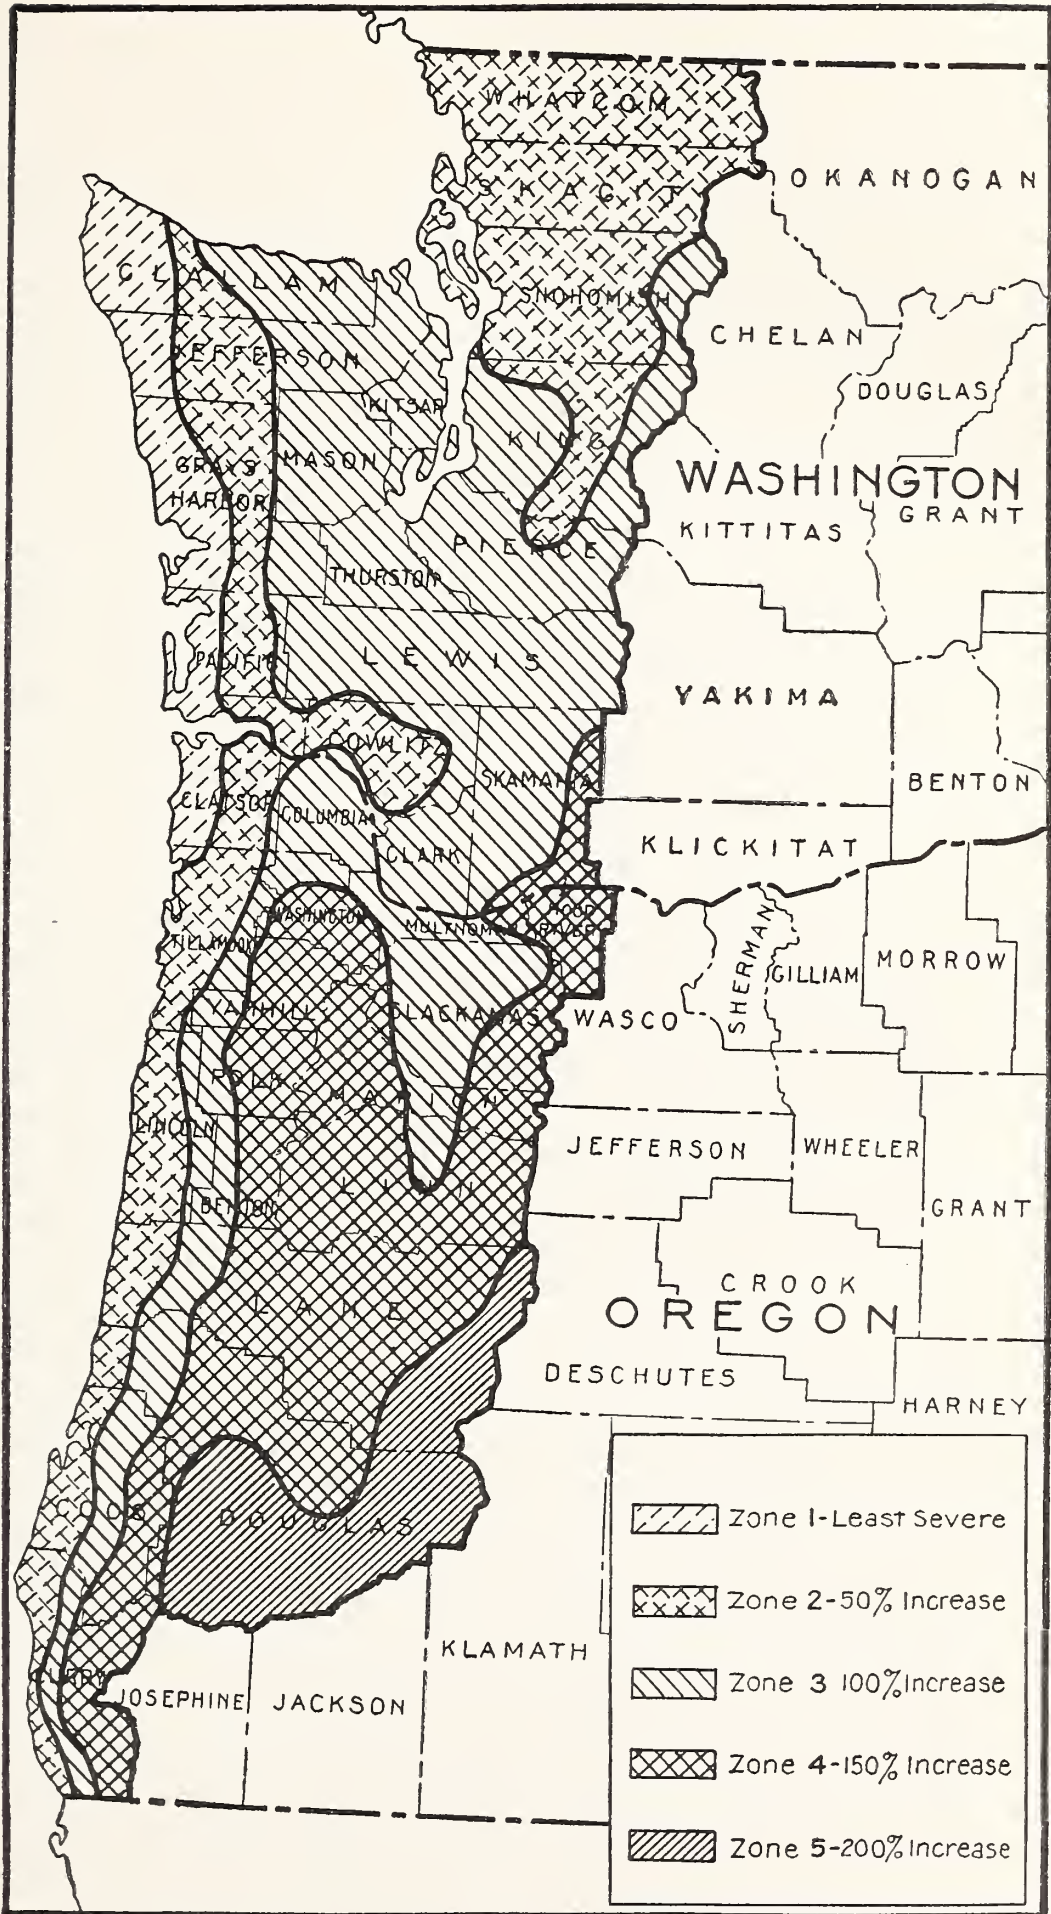 WHATCOM
SKAGIT
OKANOGAN
CLALLAM
SNOHOMISH
CHELAN
JEFFERSON
DOUGLAS
KITSAP
KING
GRAYS
HARBOR
MASON
WASHINGTON
GRANT
KITTITAS
PIERCE
THURSTON
PACIFIC
LEWIS
YAKIMA
COWLITZ
SKAMANIA
BENTON
CLATSOP
COLUMBIA
KLICKITAT
CLARK
WASHINGTON
MULTNOMAH
HOOD
RIVER
TILLAMOOK
SHERMAN
GILLIAM
MORROW
YAMHILL
CLACKAMAS
WASCO
POLK
MARION
LINCOLN
JEFFERSON
WHEELER
BENTON
LINN
GRANT
CROOK
LANE
OREGON
DESCHUTES
HARNEY
COOS
DOUGLAS
CURRY
JOSEPHINE
JACKSON
KLAMATH
Zone 1-Least Severe
Zone 2-50% Increase
Zone 3 100% Increase
Zone 4-150% Increase
Zone 5-200% Increase